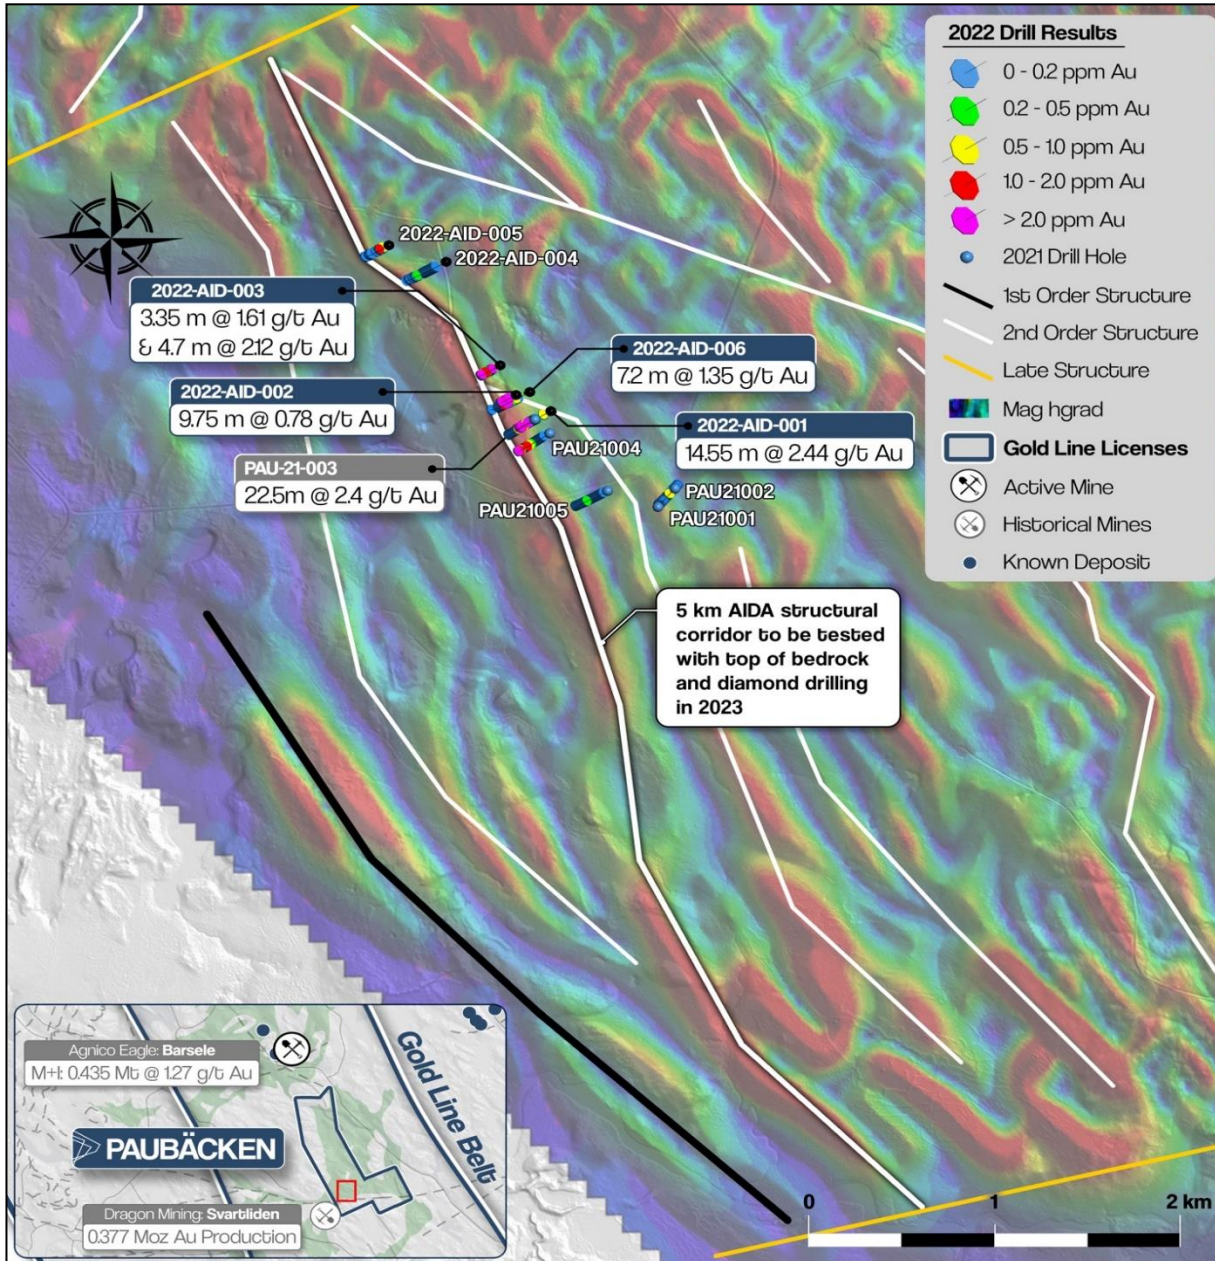 2022 Drill Results
0 - 0.2 ppm Au
0.2 - 0.5 ppm Au
0.5 - 1.0 ppm Au
1.0 - 2.0 ppm Au
> 2.0 ppm Au
2021 Drill Hole
1st Order Structure
2nd Order Structure
Late Structure
Mag hgrad
Gold Line Licenses
Active Mine
Historical Mines
Known Deposit
2022-AID-005
2022-AID-004
2022-AID-003
3.35 m @ 1.61 g/t Au
& 4.7 m @ 2.12 g/t Au
2022-AID-006
7.2 m @ 1.35 g/t Au
2022-AID-002
9.75 m @ 0.78 g/t Au
2022-AID-001
14.55 m @ 2.44 g/t Au
PAU21004
PAU-21-003
22.5m @ 2.4 g/t Au
PAU21005
PAU21002
PAU21001
5 km AIDA structural
corridor to be tested
with top of bedrock
and diamond drilling
in 2023
Agnico Eagle: Barsele
M+I: 0.435 Mt @ 1.27 g/t Au
Gold Line Belt
PAUBÄCKEN
Dragon Mining: Svartliden
0.377 Moz Au Production
0 1 2 km